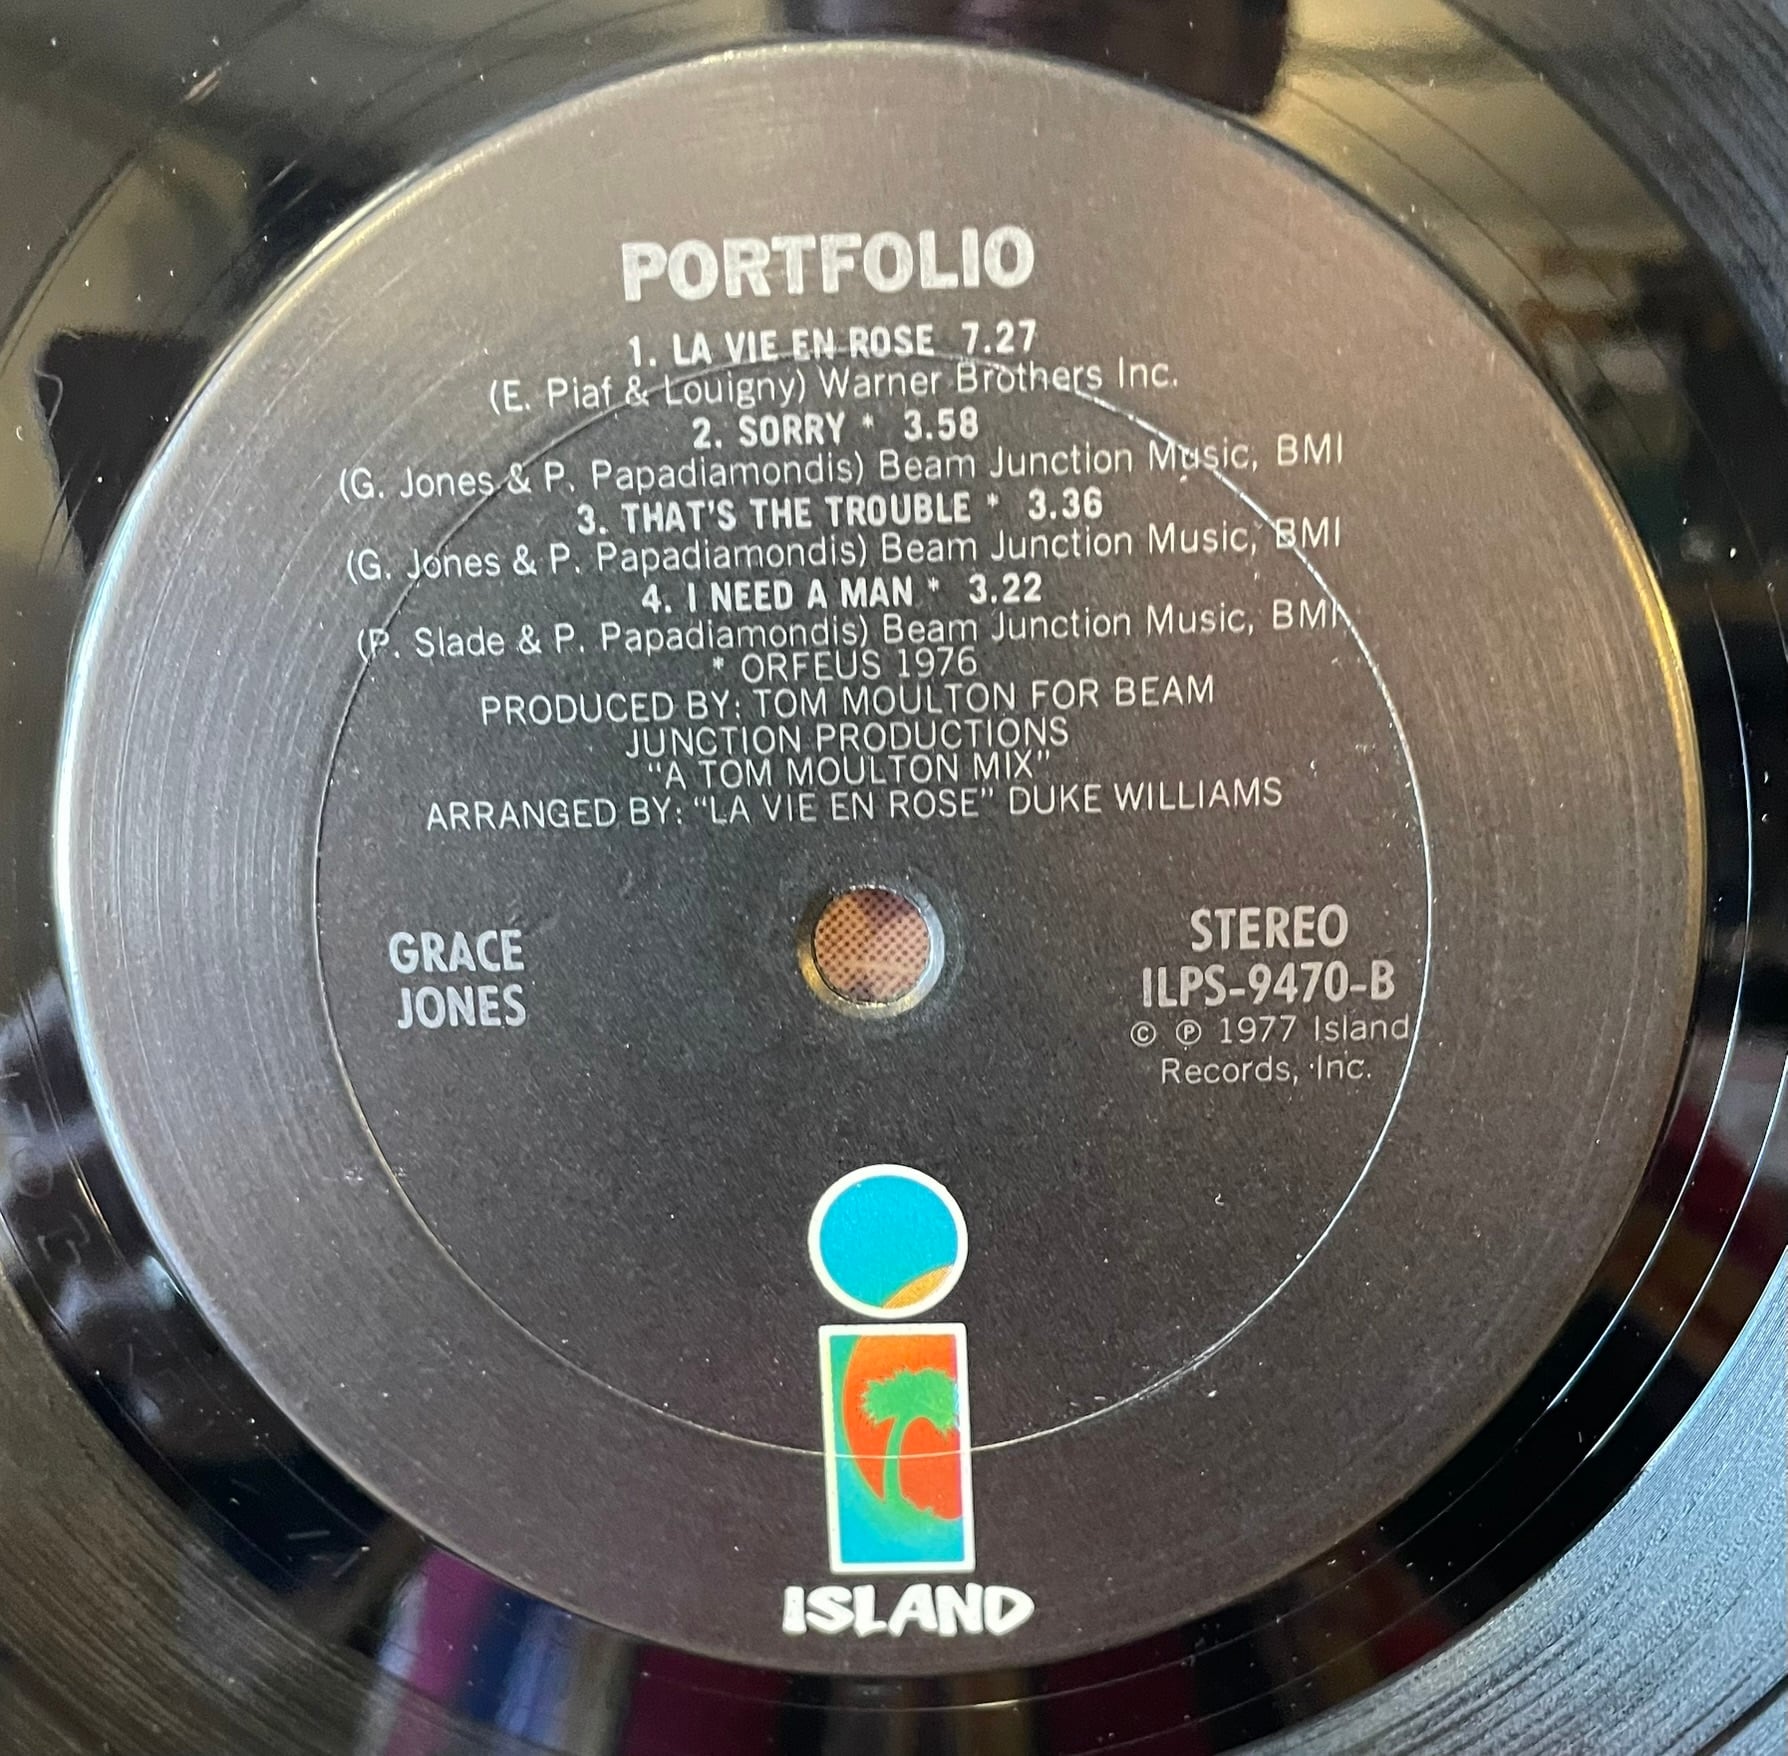 PORTFOLIO
1. LA VIE EN ROSE 7.27
(E. Piaf & Louigny) Warner Brothers Inc.
2. SORRY * 3.58
(G. Jones & P. Papadiamondis) Beam Junction Music, BMI
3. THAT'S THE TROUBLE * 3.36
(G. Jones & P. Papadiamondis) Beam Junction Music, BMI
4. I NEED A MAN * 3.22
(P. Slade & P. Papadiamondis) Beam Junction Music, BMI
* ORFEUS 1976
PRODUCED BY: TOM MOULTON FOR BEAM
JUNCTION PRODUCTIONS
"A TOM MOULTON MIX"
ARRANGED BY: "LA VIE EN ROSE" DUKE WILLIAMS
GRACE
JONES
STEREO
ILPS-9470-B
© ℗ 1977 Island
Records, Inc.
ISLAND